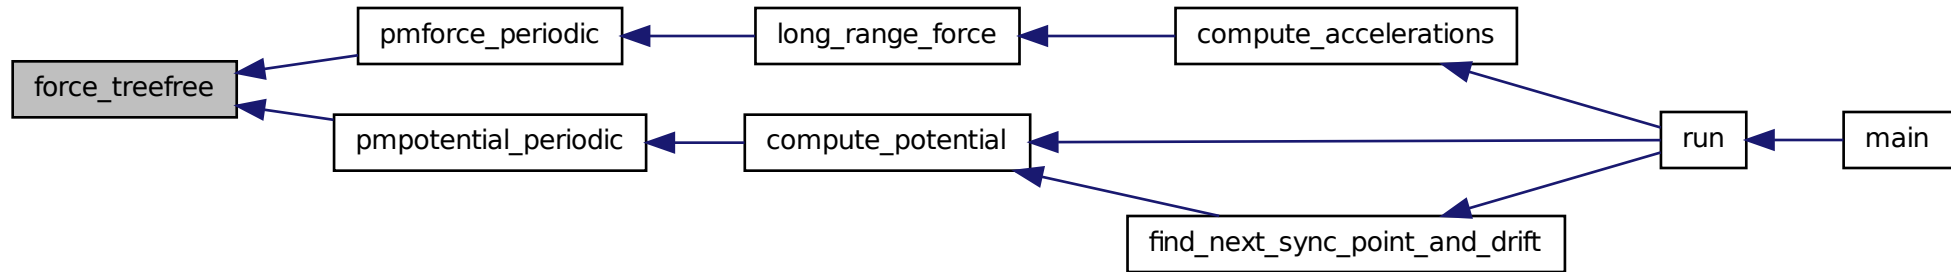 force_treefree
pmforce_periodic
long_range_force
compute_accelerations
pmpotential_periodic
compute_potential
find_next_sync_point_and_drift
run
main